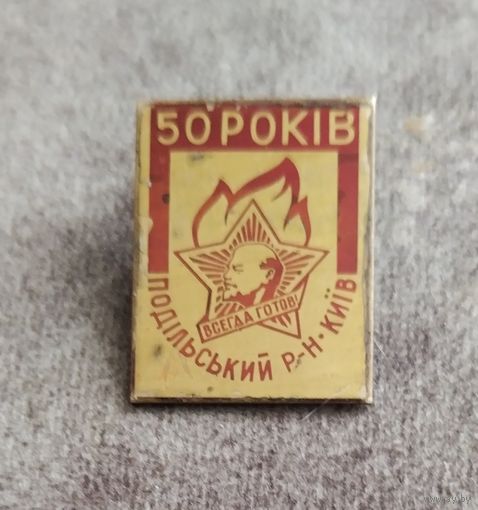 50 РОКІВ
ВСЕГДА ГОТОВ!
ПОДІЛЬСЬКИЙ Р-Н·КИЇВ